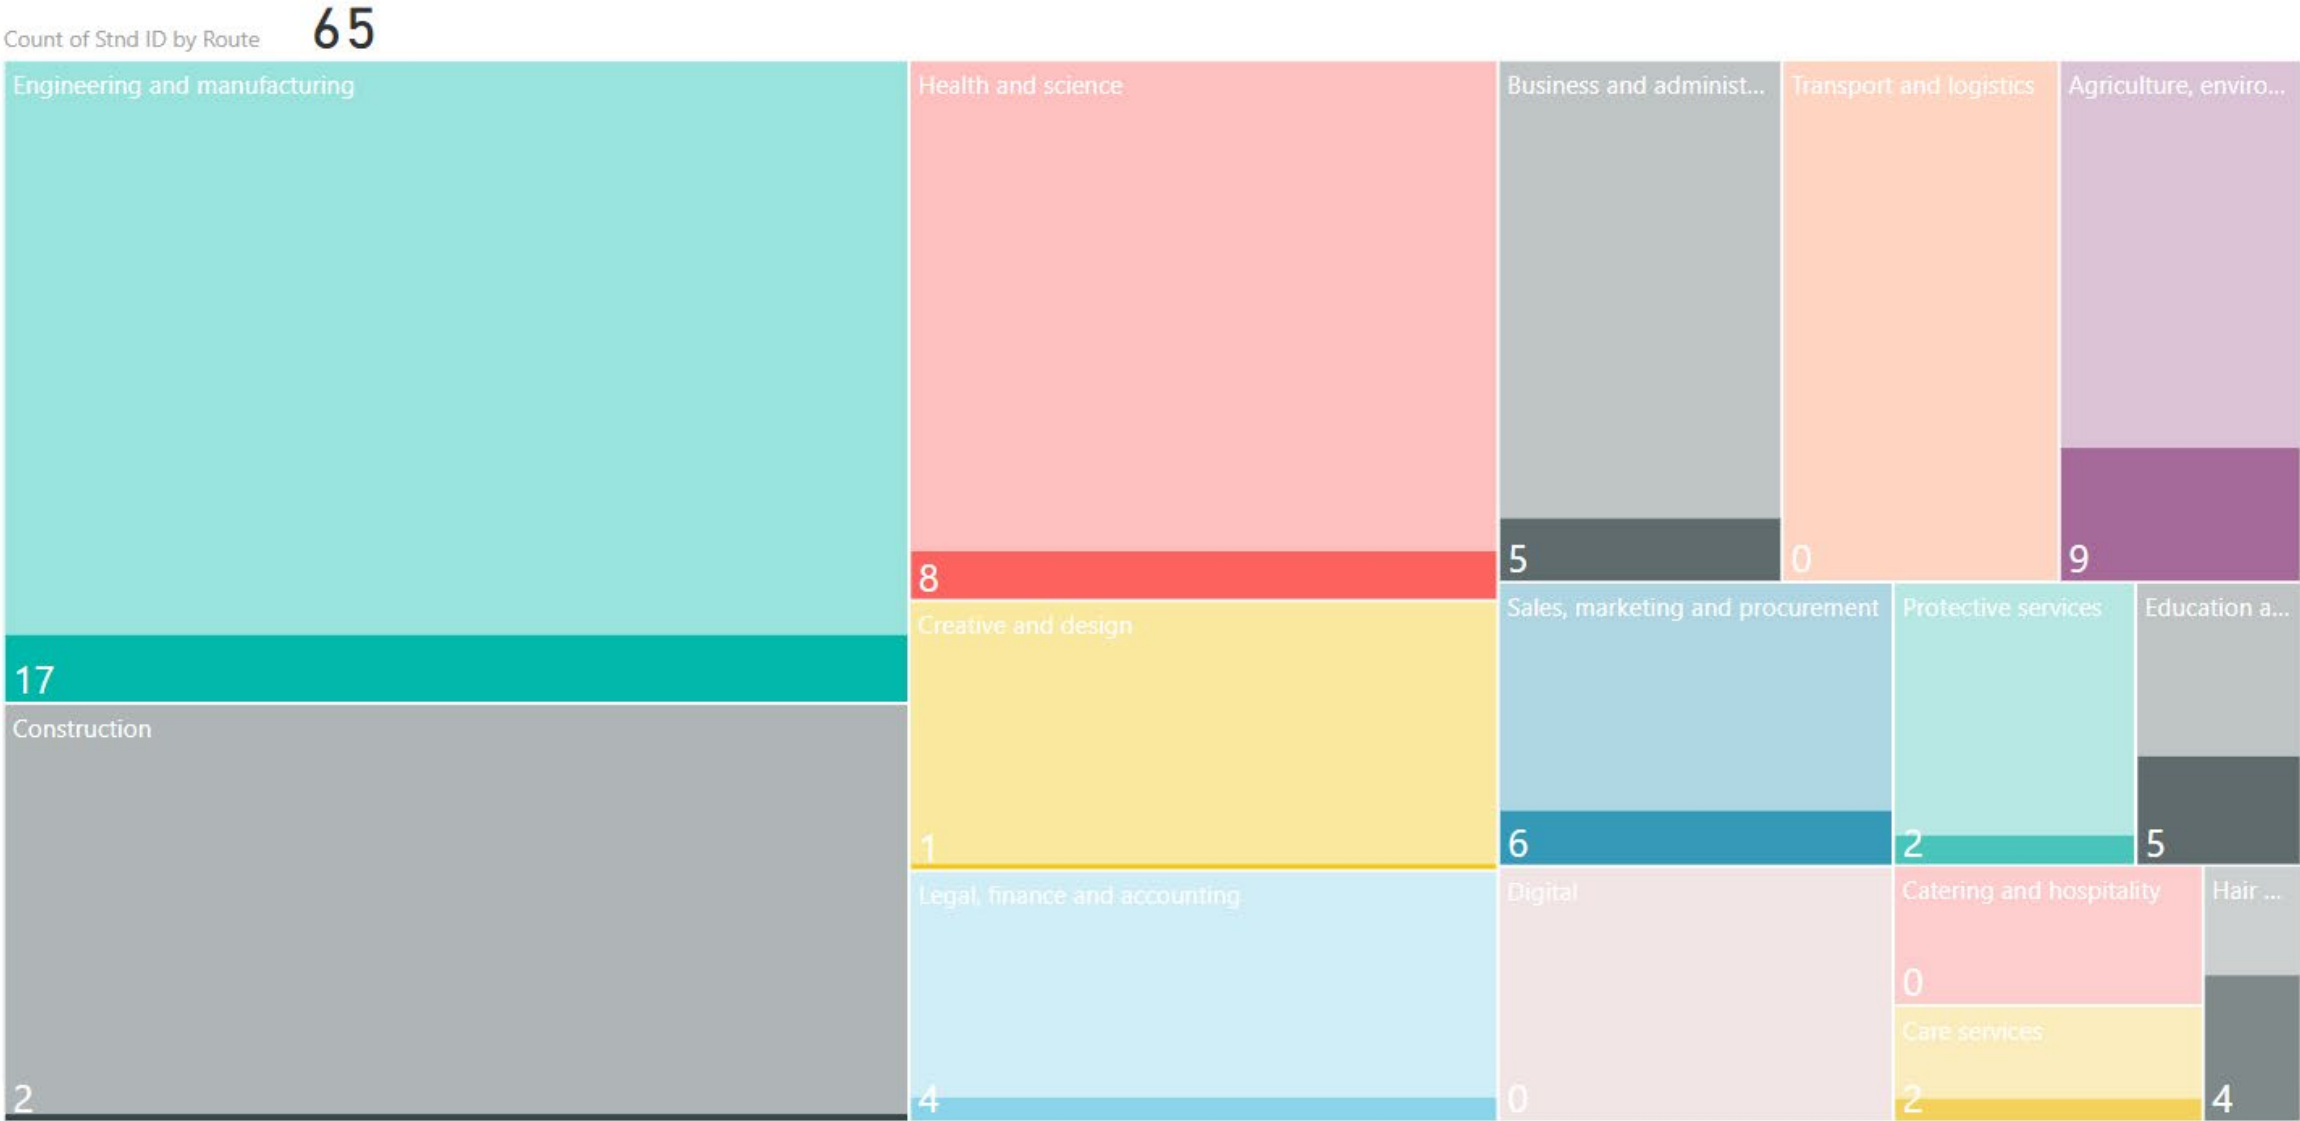 Count of Stnd ID by Route 65
Engineering and manufacturing
17
Construction
2
Health and science
8
Creative and design
1
Legal, finance and accounting
4
Business and administ...
5
Transport and logistics
0
Agriculture, enviro...
9
Sales, marketing and procurement
6
Protective services
2
Education a...
5
Digital
0
Catering and hospitality
0
Care services
2
Hair ...
4